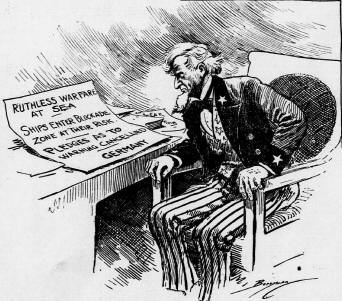 RUTHLESS WARFARE
AT SEA
SHIPS ENTER BLOCKADE
ZONE AT THEIR RISK
PLEDGES AS TO
WARNING CANCELLED
GERMANY